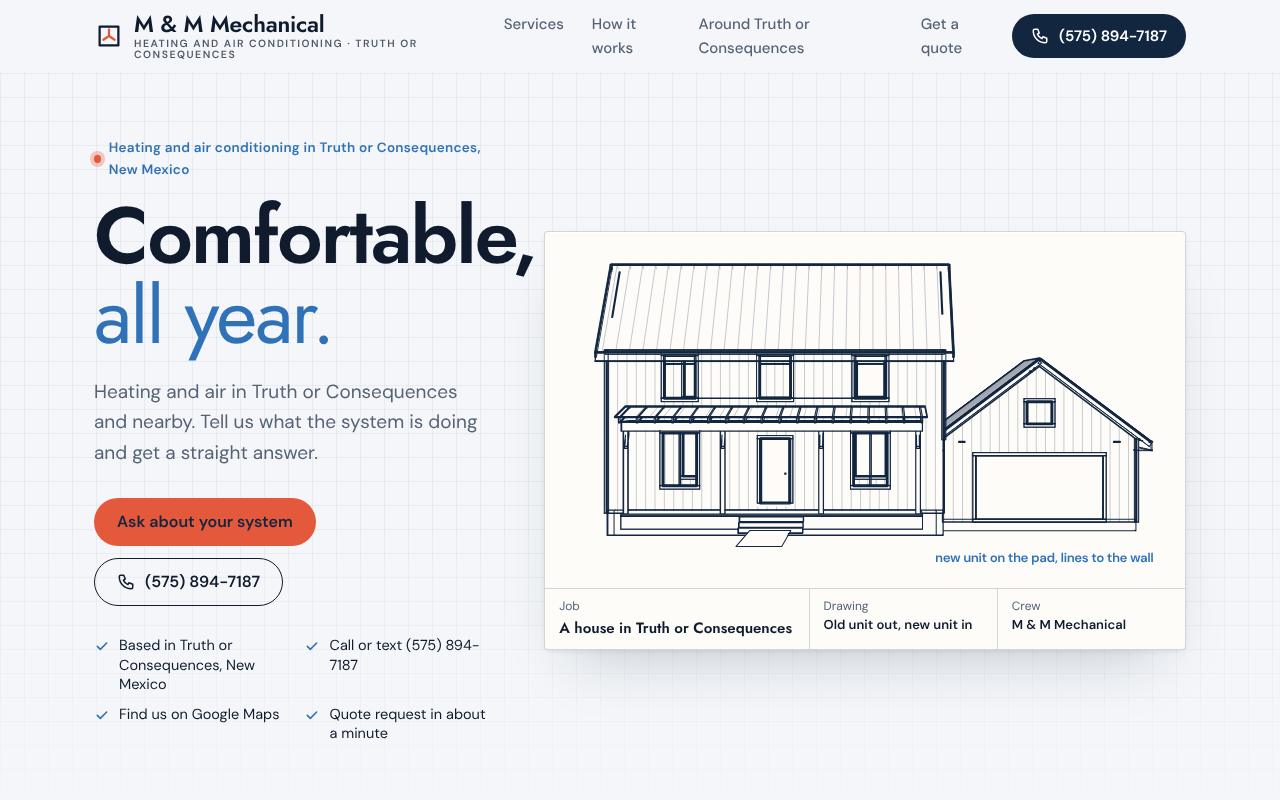 M & M Mechanical
HEATING AND AIR CONDITIONING · TRUTH OR
CONSEQUENCES
Services
How it
works
Around Truth or
Consequences
Get a
quote
(575) 894-7187
Heating and air conditioning in Truth or Consequences,
New Mexico
Comfortable,
all year.
Heating and air in Truth or Consequences
and nearby. Tell us what the system is doing
and get a straight answer.
Ask about your system
(575) 894-7187
Based in Truth or
Consequences, New
Mexico
Call or text (575) 894-
7187
Find us on Google Maps
Quote request in about
a minute
new unit on the pad, lines to the wall
Job
A house in Truth or Consequences
Drawing
Old unit out, new unit in
Crew
M & M Mechanical